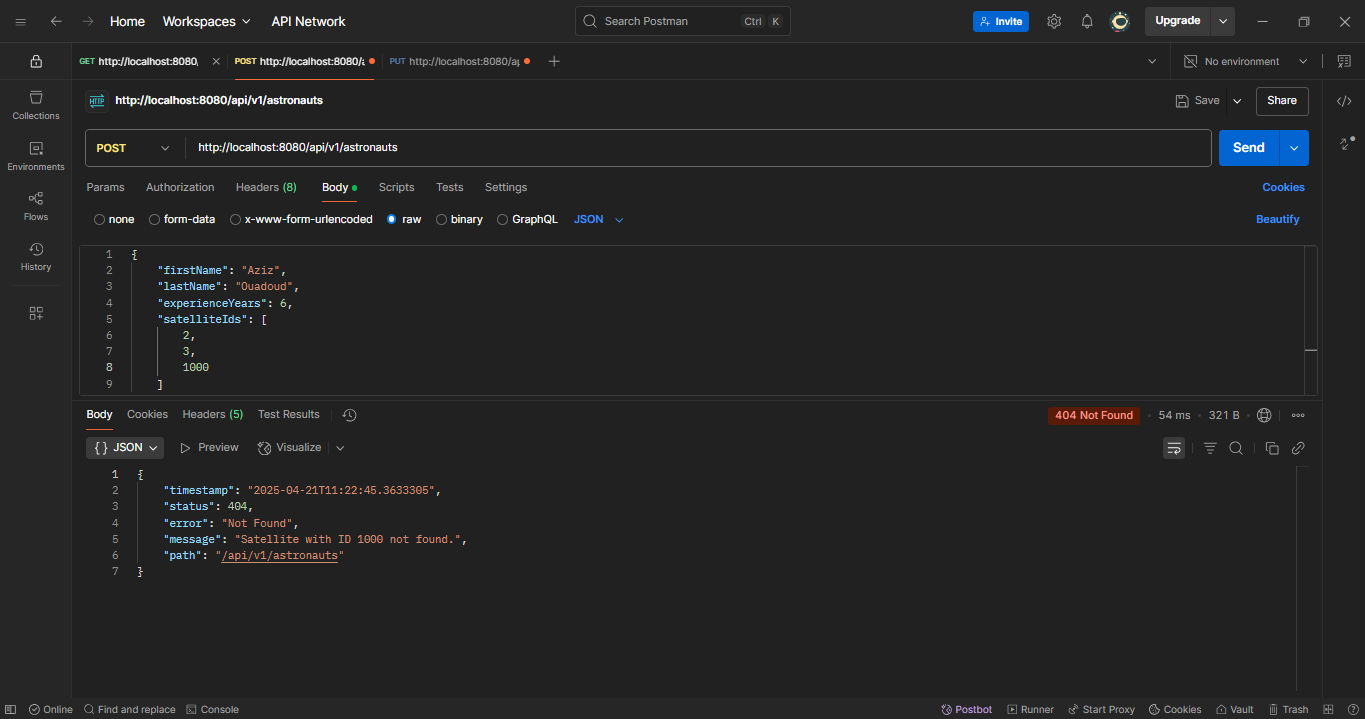 Home Workspaces API Network Search Postman Ctrl K Invite Upgrade
GET http://localhost:8080, POST http://localhost:8080/a PUT http://localhost:8080/ap No environment
HTTP http://localhost:8080/api/v1/astronauts Save Share
POST http://localhost:8080/api/v1/astronauts Send
Params Authorization Headers (8) Body Scripts Tests Settings Cookies
none form-data x-www-form-urlencoded raw binary GraphQL JSON Beautify
Collections
Environments
Flows
History
1 {
2 "firstName": "Aziz",
3 "lastName": "Ouadoud",
4 "experienceYears": 6,
5 "satelliteIds": [
6 2,
7 3,
8 1000
9 ]
Body Cookies Headers (5) Test Results 404 Not Found 54 ms 321 B
{} JSON Preview Visualize
1 {
2 "timestamp": "2025-04-21T11:22:45.3633305",
3 "status": 404,
4 "error": "Not Found",
5 "message": "Satellite with ID 1000 not found.",
6 "path": "/api/v1/astronauts"
7 }
Online Find and replace Console Postbot Runner Start Proxy Cookies Vault Trash